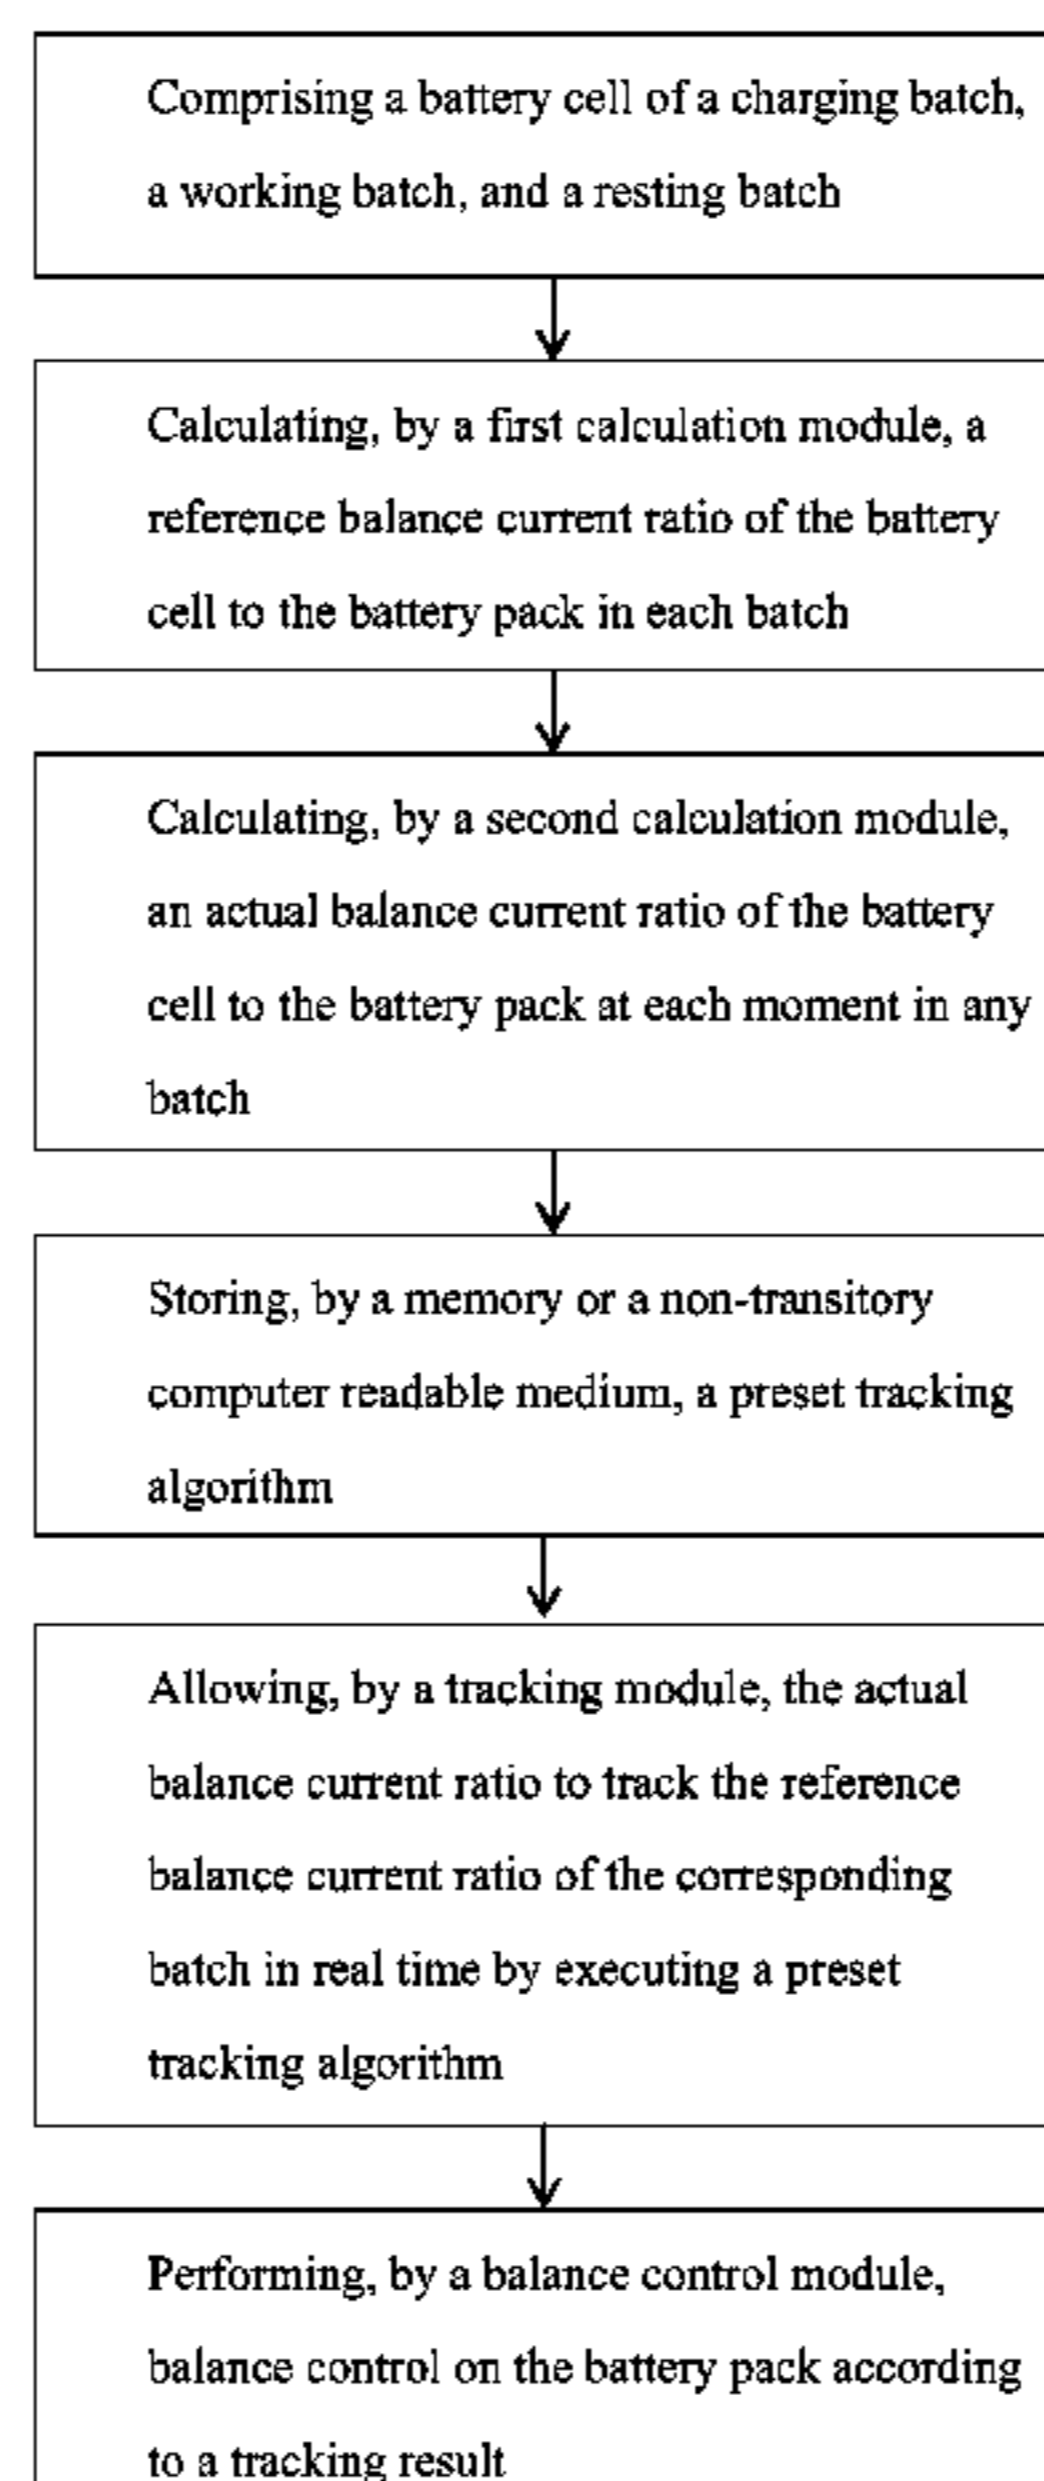 Comprising a battery cell of a charging batch,
a working batch, and a resting batch
Calculating, by a first calculation module, a
reference balance current ratio of the battery
cell to the battery pack in each batch
Calculating, by a second calculation module,
an actual balance current ratio of the battery
cell to the battery pack at each moment in any
batch
Storing, by a memory or a non-transitory
computer readable medium, a preset tracking
algorithm
Allowing, by a tracking module, the actual
balance current ratio to track the reference
balance current ratio of the corresponding
batch in real time by executing a preset
tracking algorithm
Performing, by a balance control module,
balance control on the battery pack according
to a tracking result